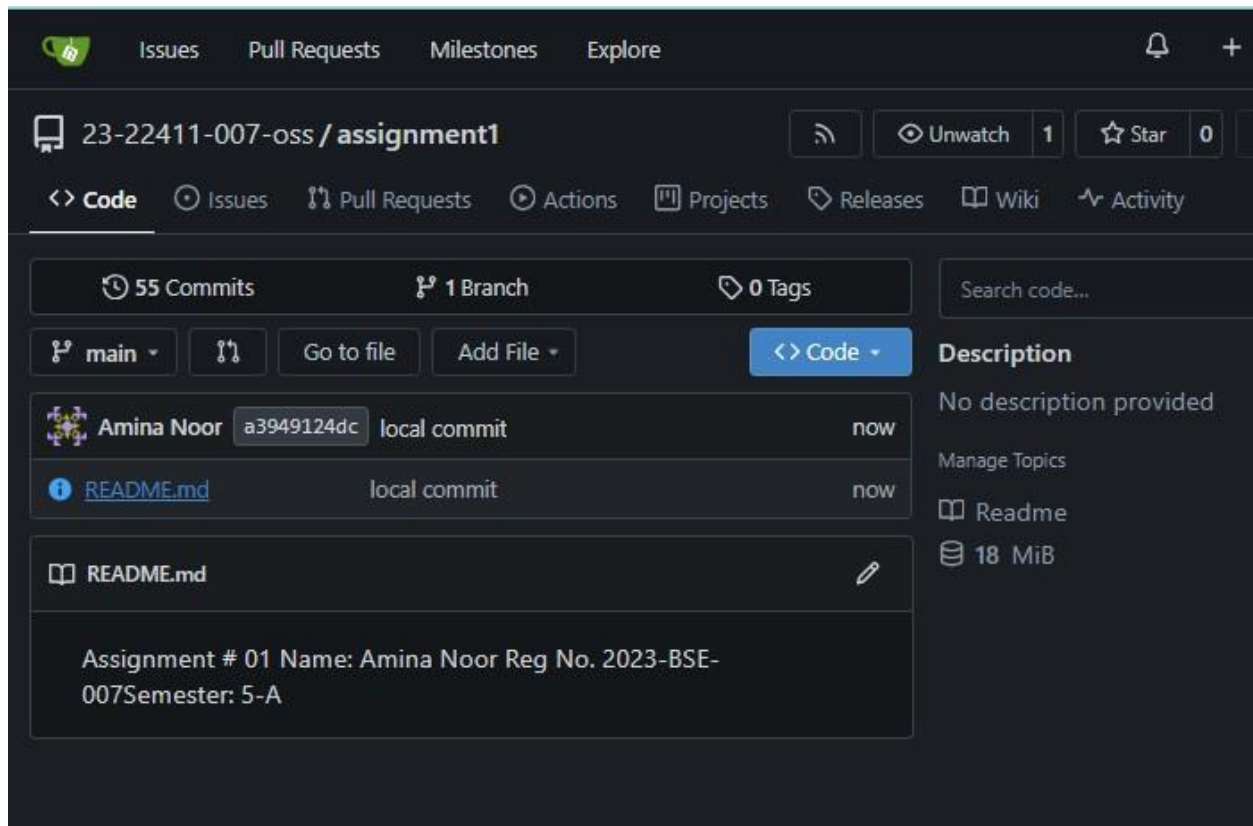 Issues Pull Requests Milestones Explore
23-22411-007-oss / assignment1 Unwatch 1 Star 0
Code Issues Pull Requests Actions Projects Releases Wiki Activity
55 Commits 1 Branch 0 Tags
Search code...
main Go to file Add File Code
Description
No description provided
Amina Noor a3949124dc local commit now
Manage Topics
README.md local commit now
Readme
18 MiB
README.md
Assignment # 01 Name: Amina Noor Reg No. 2023-BSE-
007Semester: 5-A